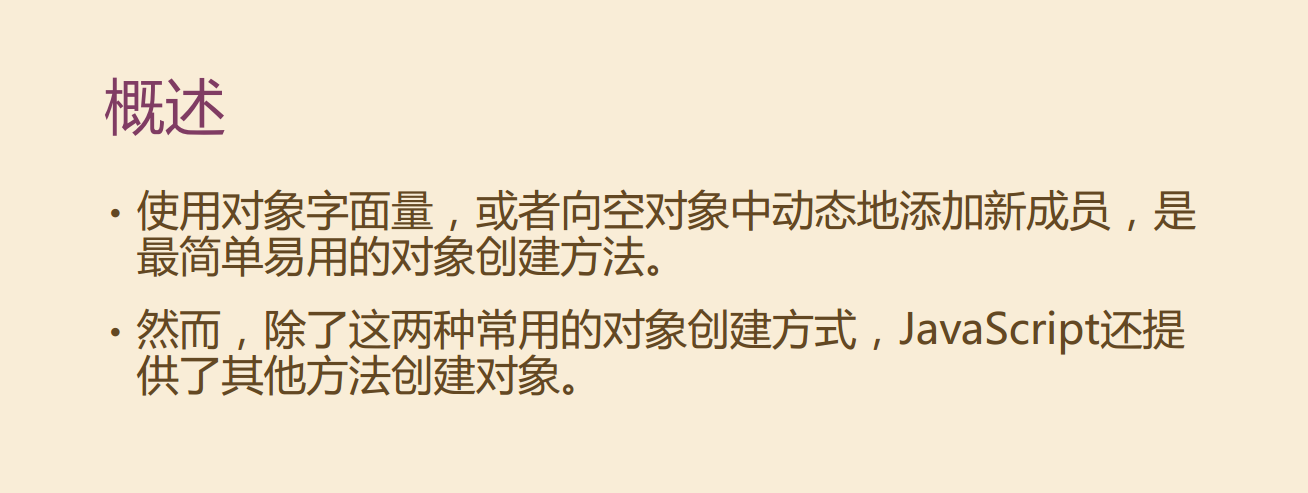 概述
• 使用对象字面量，或者向空对象中动态地添加新成员，是
最简单易用的对象创建方法。
• 然而，除了这两种常用的对象创建方式，JavaScript还提
供了其他方法创建对象。